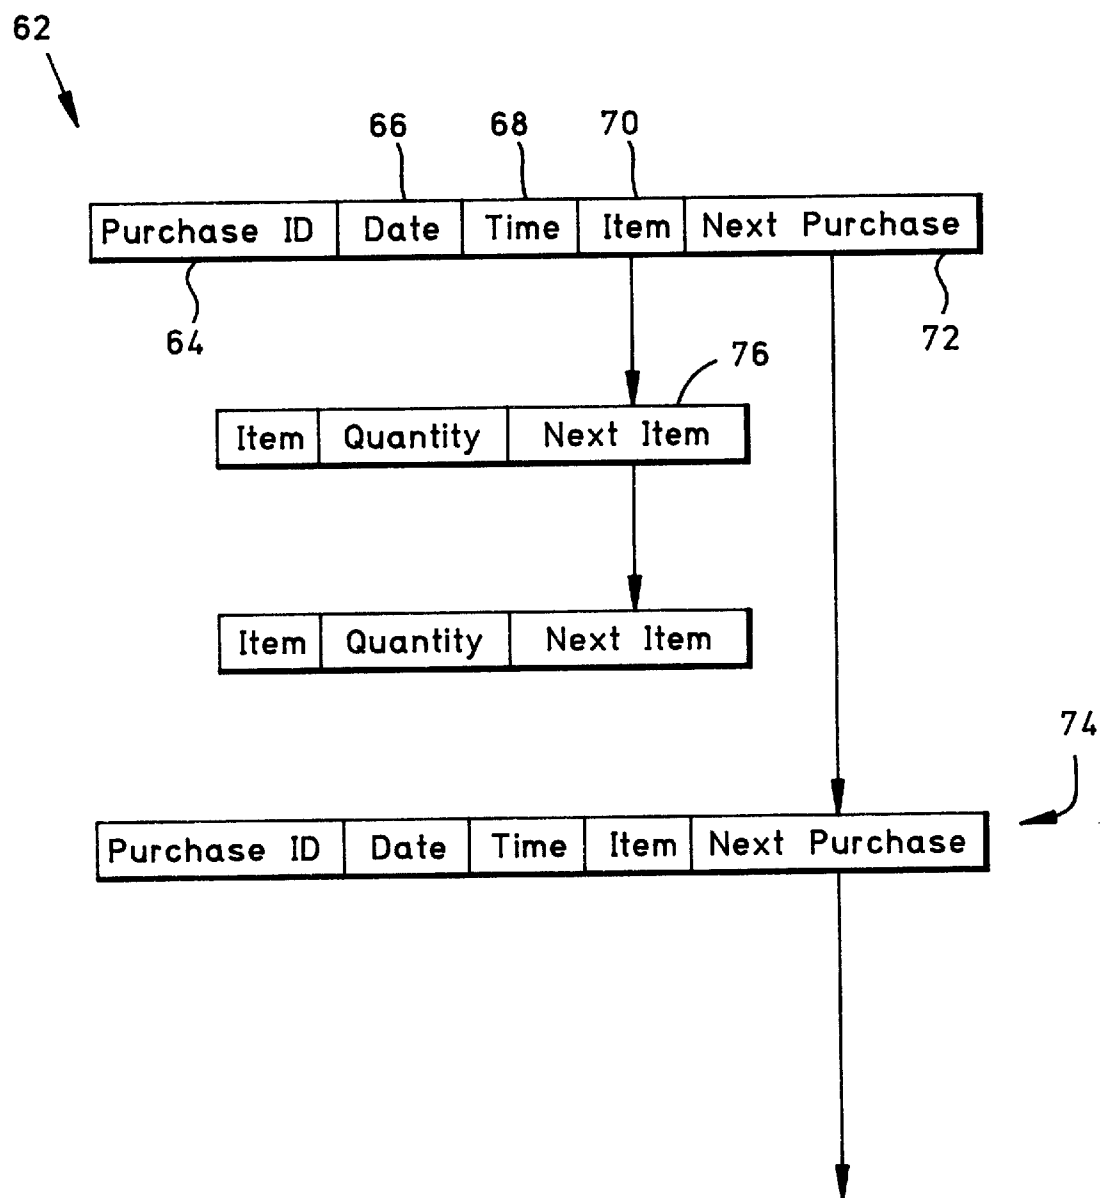 62
66 68 70
Purchase ID Date Time Item Next Purchase
64 72
76
Item Quantity Next Item
Item Quantity Next Item
74
Purchase ID Date Time Item Next Purchase